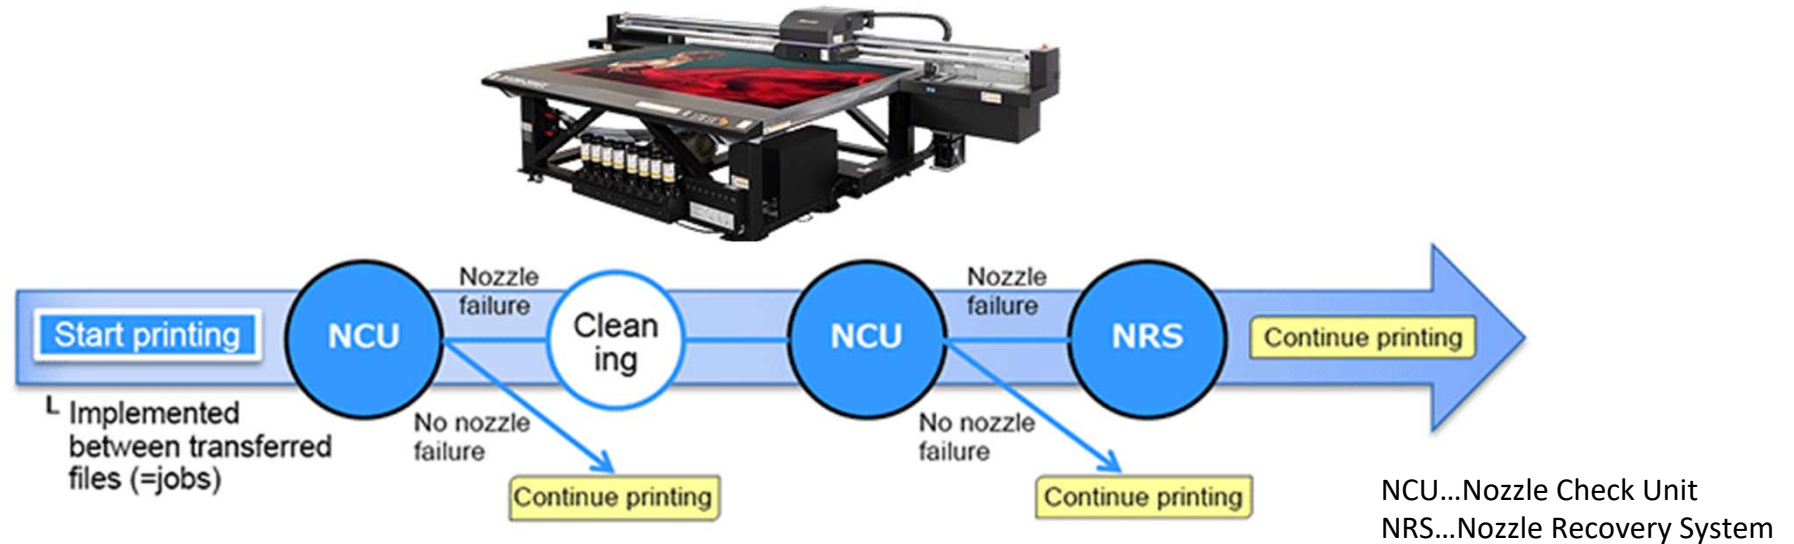 Start printing
└ Implemented
between transferred
files (=jobs)
NCU
Nozzle
failure
No nozzle
failure
Continue printing
Clean
ing
NCU
Nozzle
failure
No nozzle
failure
Continue printing
NRS
Continue printing
NCU...Nozzle Check Unit
NRS...Nozzle Recovery System